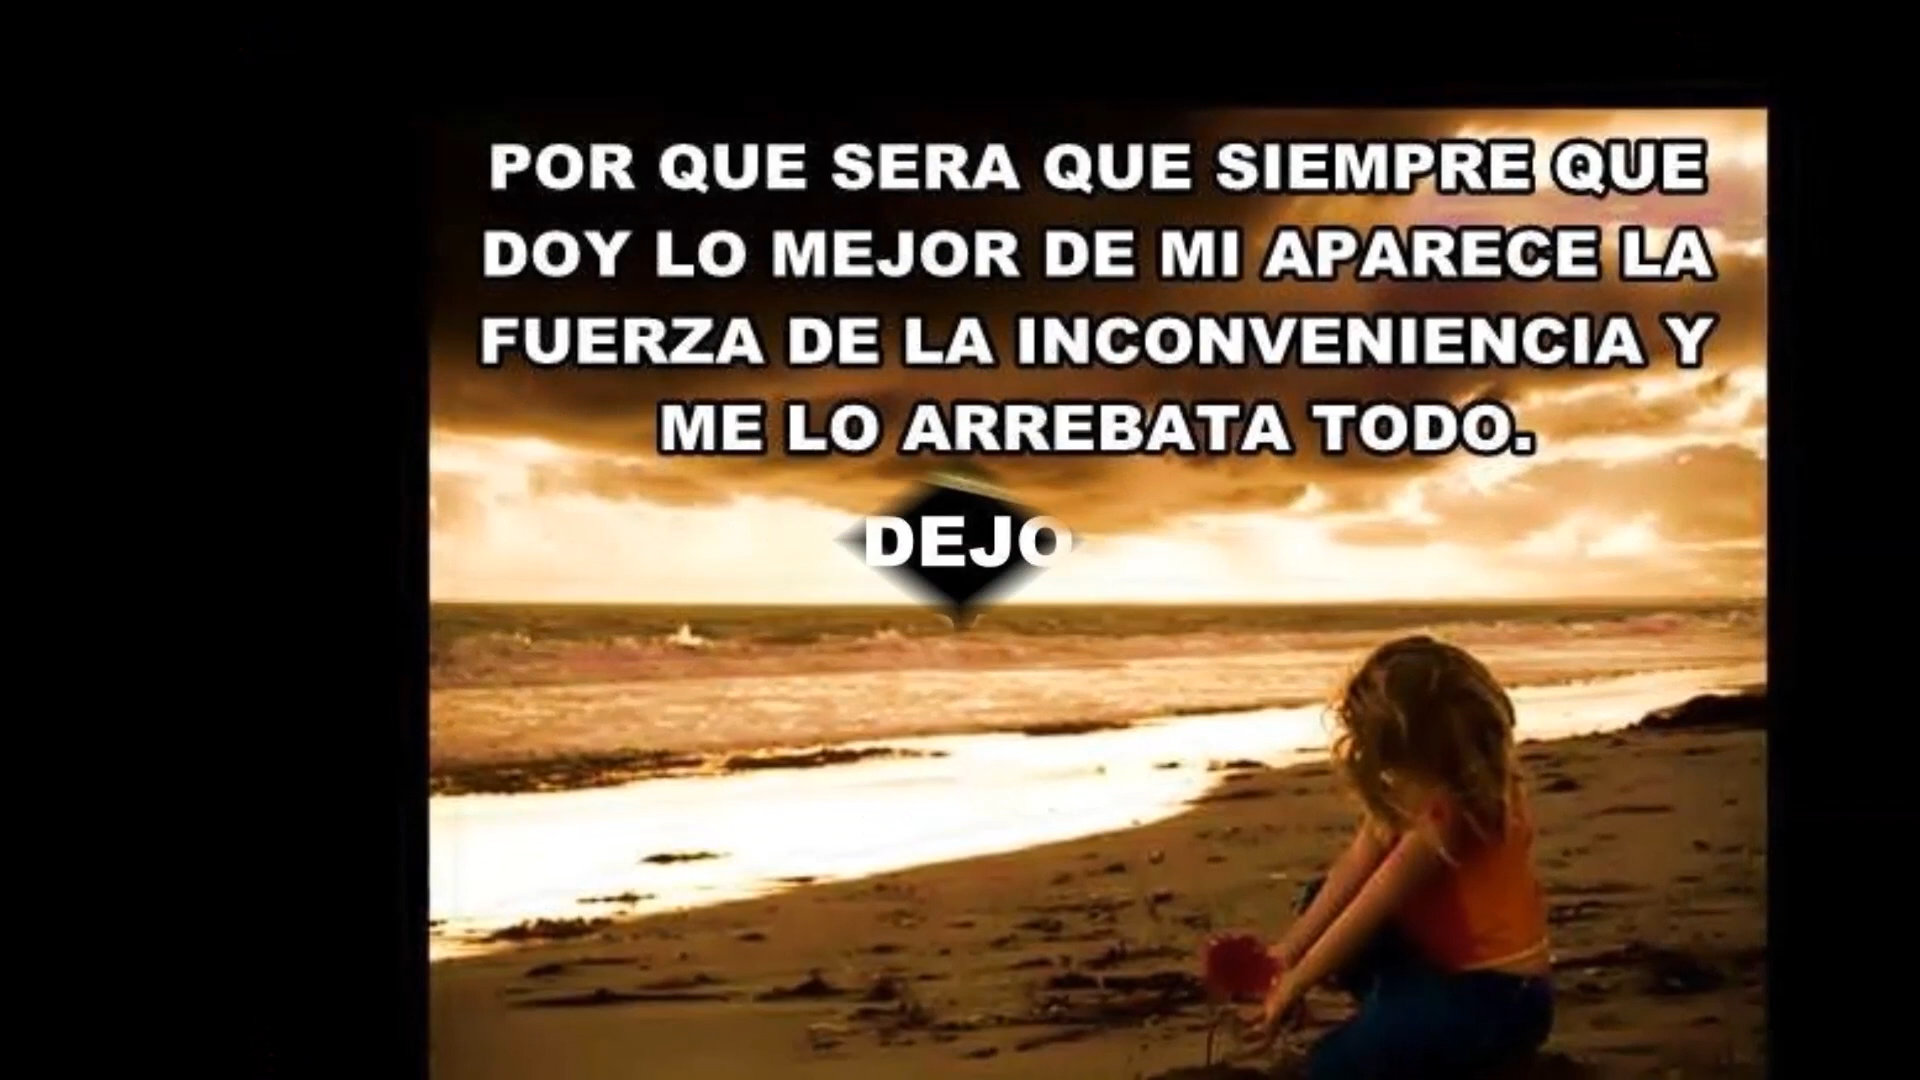 POR QUE SERA QUE SIEMPRE QUE
DOY LO MEJOR DE MI APARECE LA
FUERZA DE LA INCONVENIENCIA Y
ME LO ARREBATA TODO.
DEJO